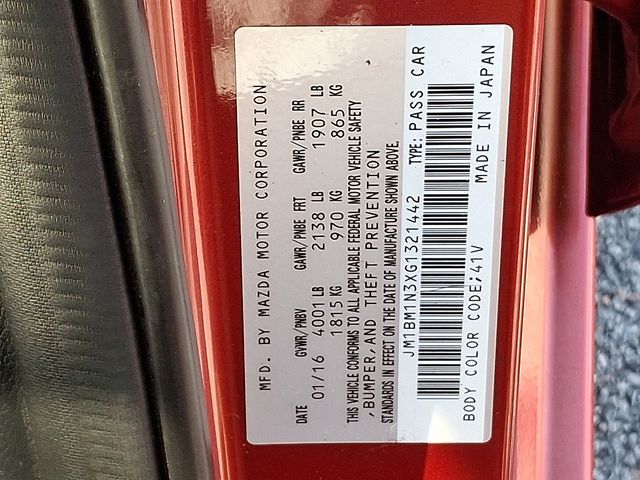 MFD. BY MAZDA MOTOR CORPORATION
DATE GVWR/PNBV GAWR/PNBE FRT GAWR/PNBE RR
01/16 4001 LB 2138 LB 1907 LB
1815 KG 970 KG 865 KG
THIS VEHICLE CONFORMS TO ALL APPLICABLE FEDERAL MOTOR VEHICLE SAFETY
,BUMPER, AND THEFT PREVENTION
STANDARDS IN EFFECT ON THE DATE OF MANUFACTURE SHOWN ABOVE.
JM1BM1N3XG1321442 TYPE: PASS CAR
BODY COLOR CODE;41V MADE IN JAPAN